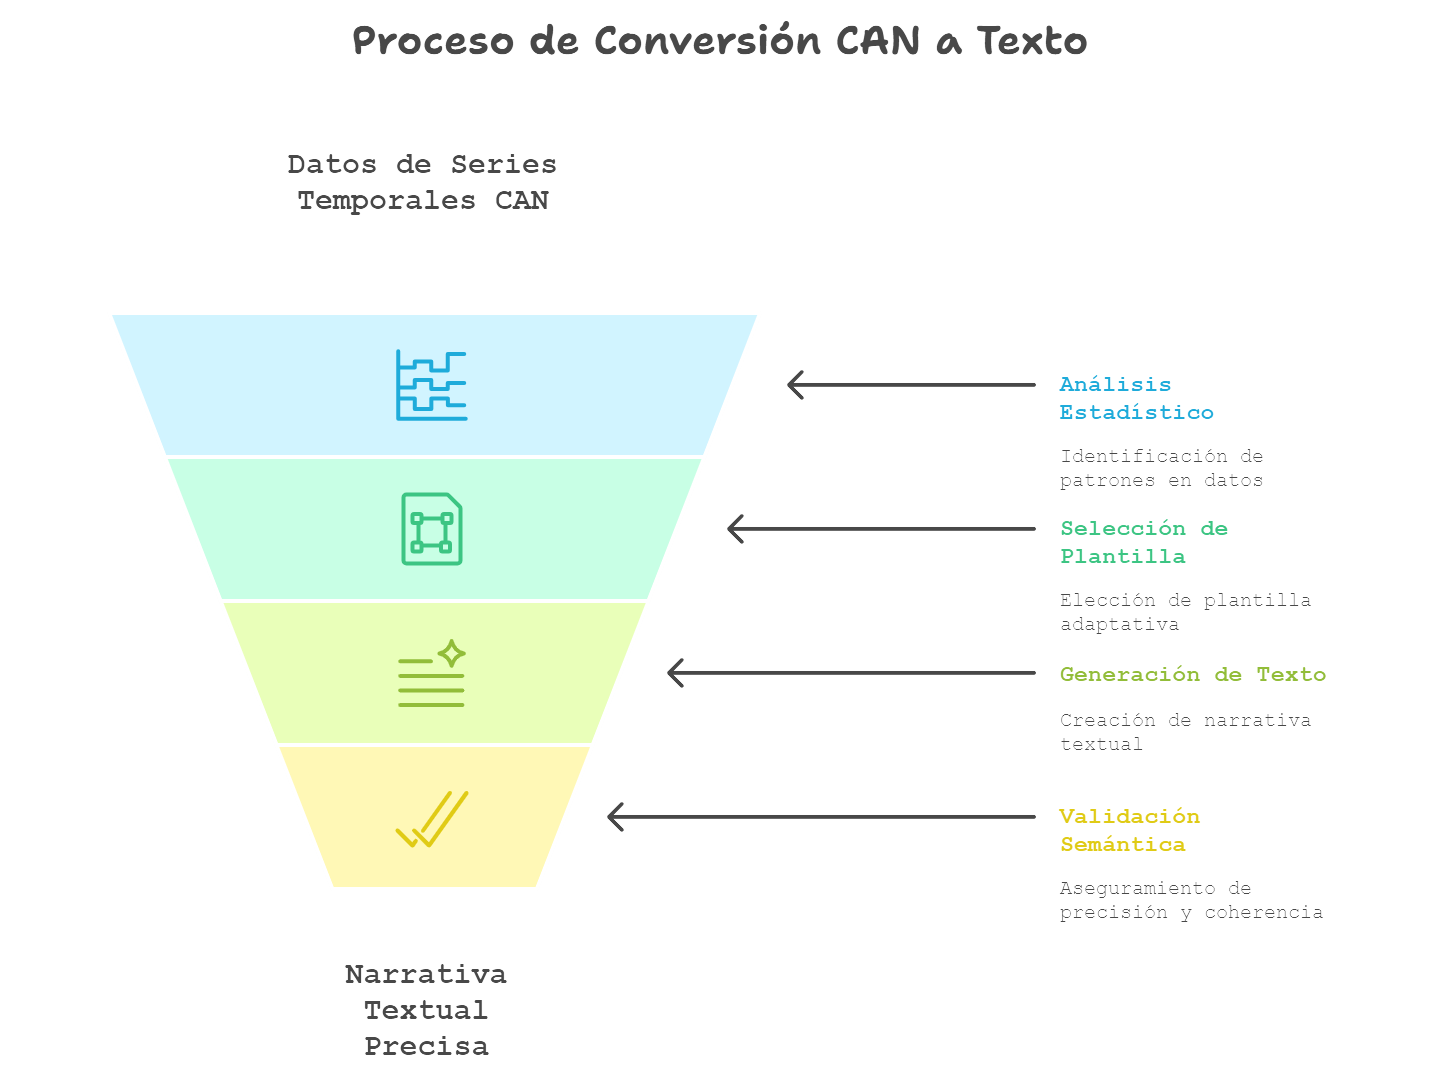 Proceso de Conversión CAN a Texto
Datos de Series
Temporales CAN
Análisis
Estadístico
Identificación de
patrones en datos
Selección de
Plantilla
Elección de plantilla
adaptativa
Generación de Texto
Creación de narrativa
textual
Validación
Semántica
Aseguramiento de
precisión y coherencia
Narrativa
Textual
Precisa